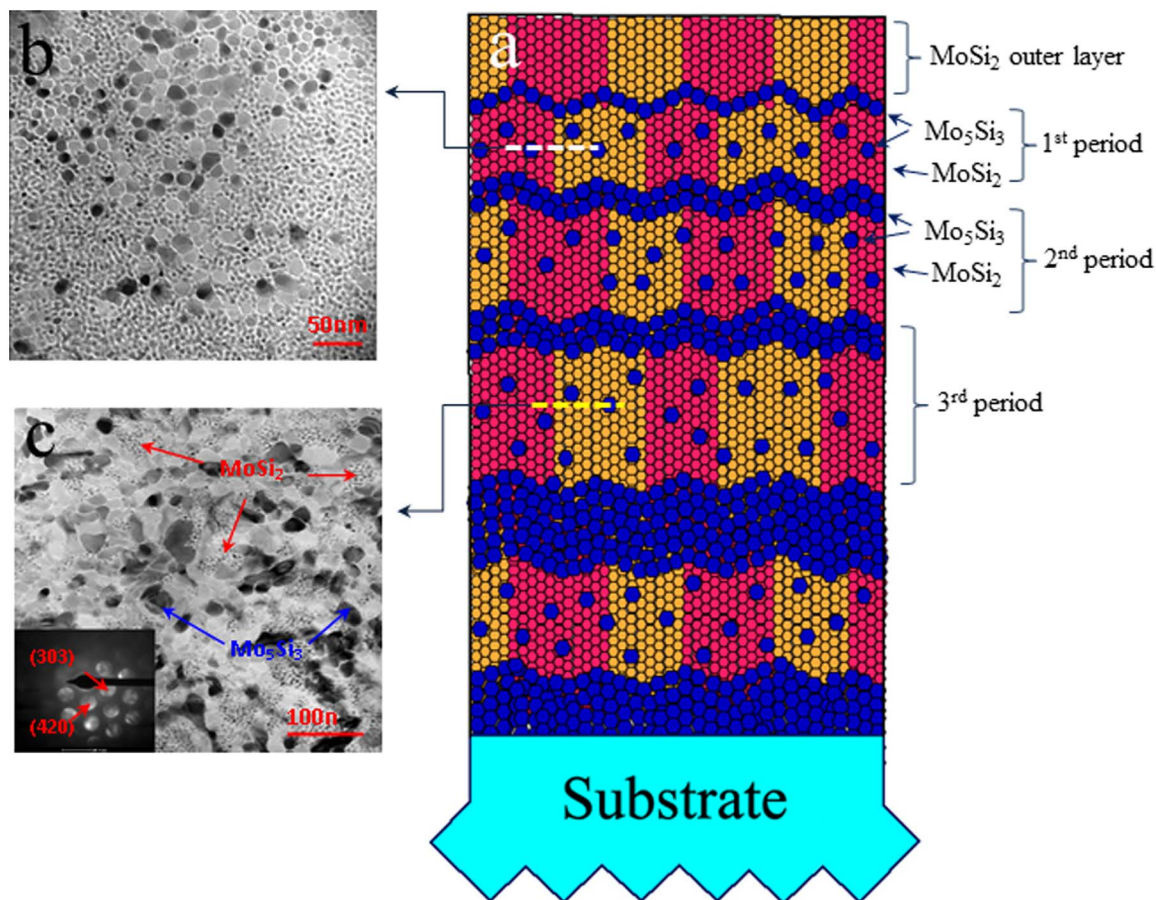 b
50nm
a
MoSi₂ outer layer
Mo₅Si₃
1ˢᵗ period
MoSi₂
Mo₅Si₃
2ⁿᵈ period
MoSi₂
3ʳᵈ period
c
MoSi₂
Mo₅Si₃
(303)
(420)
100n
Substrate